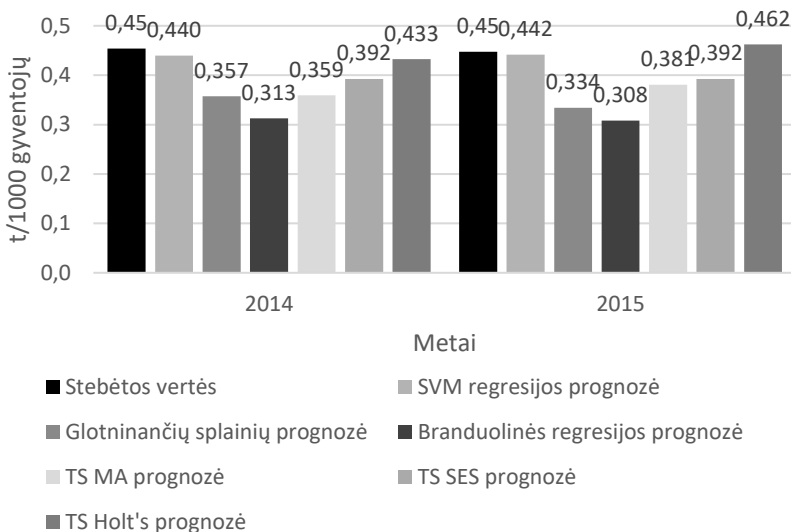 0,5
0,4
0,3
0,2
0,1
0,0
t/1000 gyventojų
0,45
0,440
0,357
0,313
0,359
0,392
0,433
0,45
0,442
0,334
0,308
0,381
0,392
0,462
2014
2015
Metai
Stebėtos vertės
SVM regresijos prognozė
Glotninančių splainių prognozė
Branduolinės regresijos prognozė
TS MA prognozė
TS SES prognozė
TS Holt's prognozė